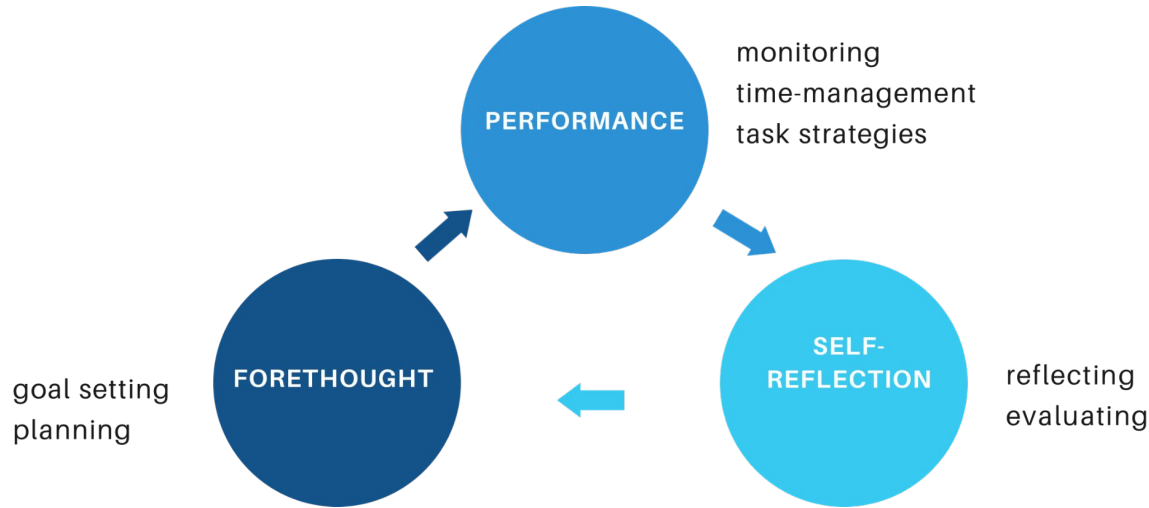 PERFORMANCE
monitoring
time-management
task strategies
FORETHOUGHT
goal setting
planning
SELF-
REFLECTION
reflecting
evaluating